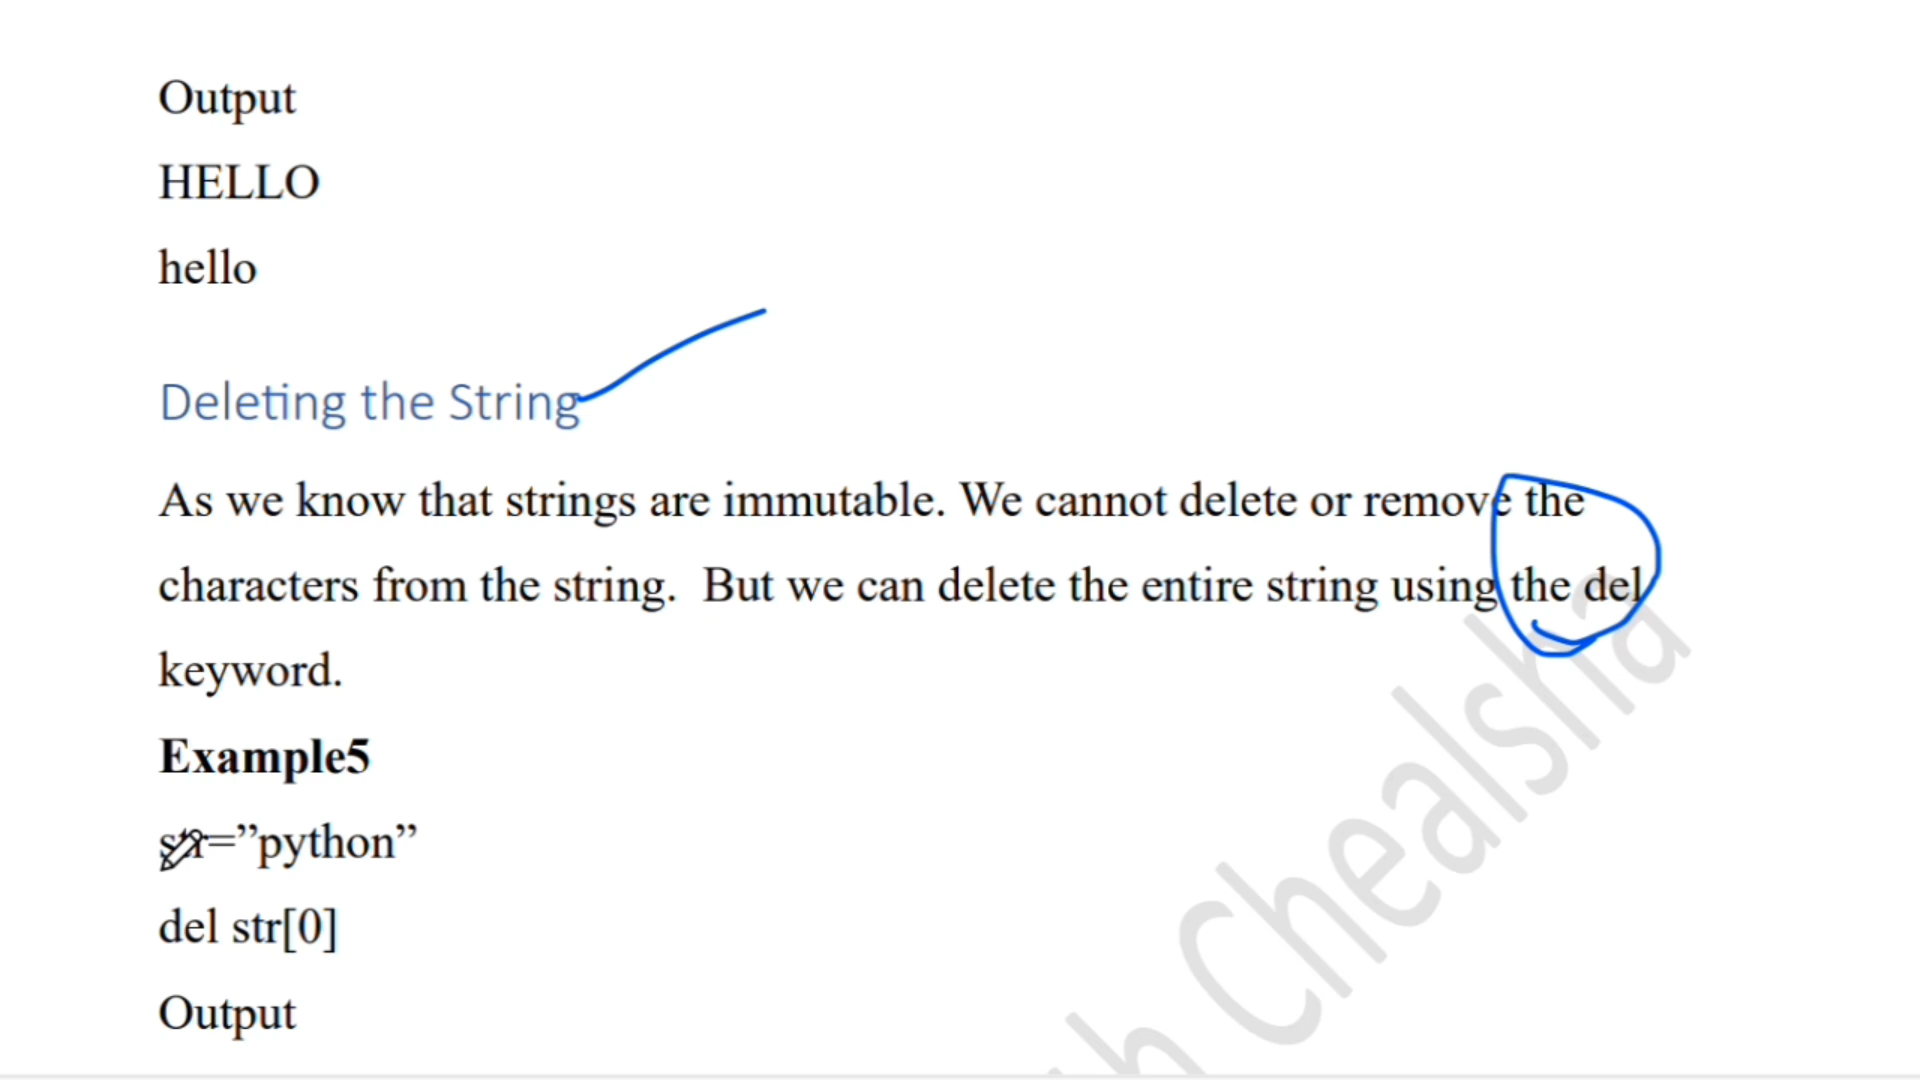 Output
HELLO
hello
Deleting the String
As we know that strings are immutable. We cannot delete or remove the
characters from the string.  But we can delete the entire string using the del
keyword.
Example5
str=”python”
del str[0]
Output
h Chealsha